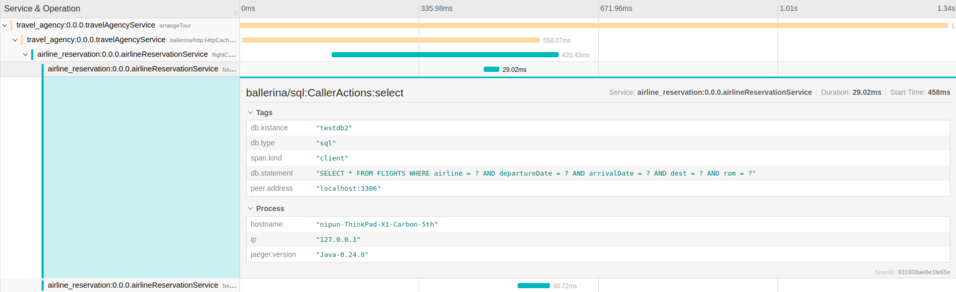 Service & Operation 0ms 335.98ms 671.96ms 1.01s 1.34s
travel_agency:0.0.0.travelAgencyService arrangeTour 1
travel_agency:0.0.0.travelAgencyService ballerina/http:HttpCach... 558.07ms
airline_reservation:0.0.0.airlineReservationService flightC... 425.43ms
airline_reservation:0.0.0.airlineReservationService ba... 29.02ms
ballerina/sql:CallerActions:select Service: airline_reservation:0.0.0.airlineReservationService Duration: 29.02ms Start Time: 458ms
Tags
db.instance "testdb2"
db.type "sql"
span.kind "client"
db.statement "SELECT * FROM FLIGHTS WHERE airline = ? AND departureDate = ? AND arrivalDate = ? AND dest = ? AND rom = ?"
peer.address "localhost:3306"
Process
hostname "nipun-ThinkPad-X1-Carbon-5th"
ip "127.0.0.1"
jaeger.version "Java-0.24.0"
SpanID: 931608ae8e1fe65e
airline_reservation:0.0.0.airlineReservationService ba... 60.72ms